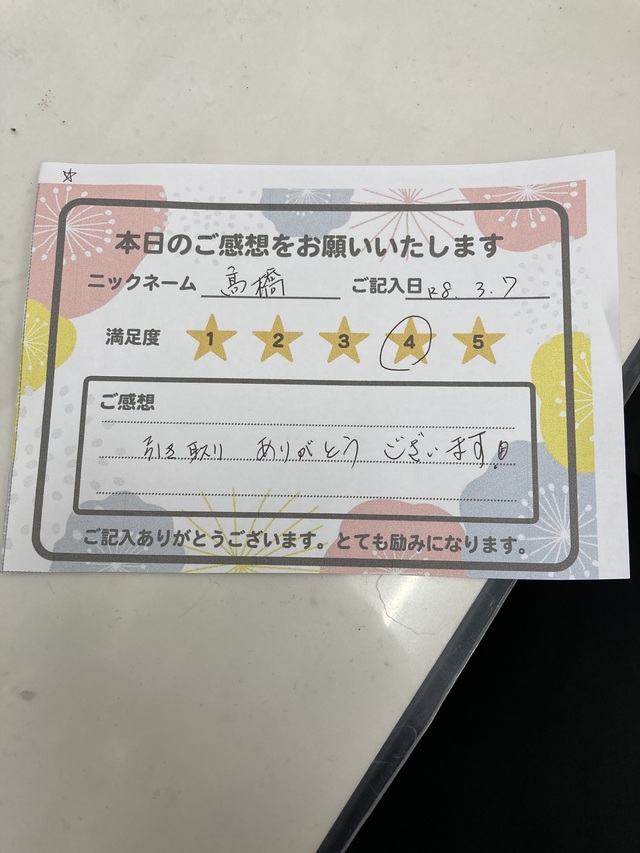 ☆
本日のご感想をお願いいたします
ニックネーム 高橋 ご記入日 R8. 3. 7
満足度 1 2 3 4 5
ご感想
引き取り ありがとう ございます!!
ご記入ありがとうございます。とても励みになります。